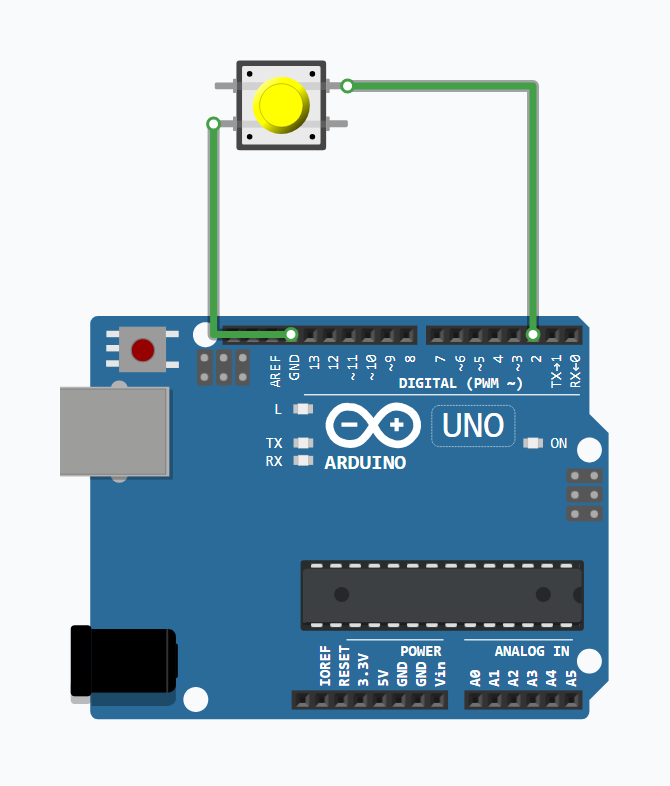 AREF
GND
13
12
~11
~10
~9
8
7
~6
~5
4
~3
2
TX→1
RX←0
DIGITAL (PWM ~)
L
TX
RX
ARDUINO
UNO
ON
POWER
ANALOG IN
IOREF
RESET
3.3V
5V
GND
GND
Vin
A0
A1
A2
A3
A4
A5